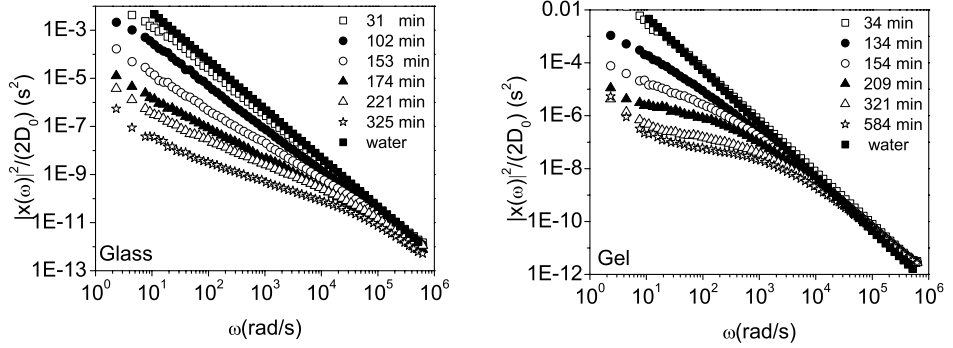 |x(ω)|²/(2D₀) (s²)
1E-3
1E-5
1E-7
1E-9
1E-11
1E-13
31 min
102 min
153 min
174 min
221 min
325 min
water
Glass
10⁰ 10¹ 10² 10³ 10⁴ 10⁵ 10⁶
ω(rad/s)
|x(ω)|²/(2D₀) (s²)
0.01
1E-4
1E-6
1E-8
1E-10
1E-12
34 min
134 min
154 min
209 min
321 min
584 min
water
Gel
10⁰ 10¹ 10² 10³ 10⁴ 10⁵ 10⁶
ω(rad/s)